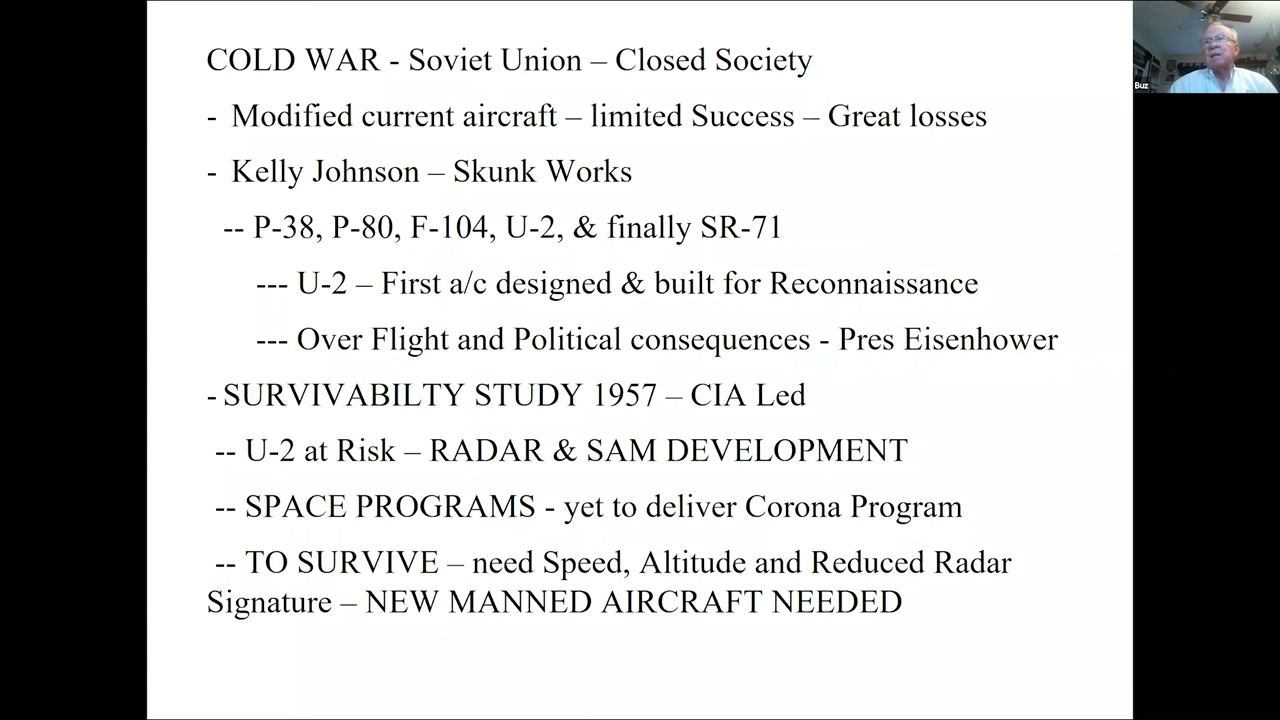 COLD WAR - Soviet Union – Closed Society
- Modified current aircraft – limited Success – Great losses
- Kelly Johnson – Skunk Works
-- P-38, P-80, F-104, U-2, & finally SR-71
--- U-2 – First a/c designed & built for Reconnaissance
--- Over Flight and Political consequences - Pres Eisenhower
- SURVIVABILTY STUDY 1957 – CIA Led
-- U-2 at Risk – RADAR & SAM DEVELOPMENT
-- SPACE PROGRAMS - yet to deliver Corona Program
-- TO SURVIVE – need Speed, Altitude and Reduced Radar
Signature – NEW MANNED AIRCRAFT NEEDED
Buz